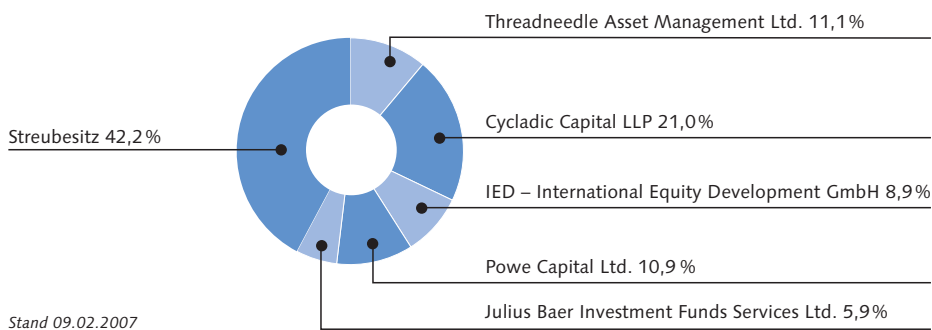 Threadneedle Asset Management Ltd. 11,1%
Cycladic Capital LLP 21,0%
Streubesitz 42,2%
IED – International Equity Development GmbH 8,9%
Powe Capital Ltd. 10,9%
Julius Baer Investment Funds Services Ltd. 5,9%
Stand 09.02.2007